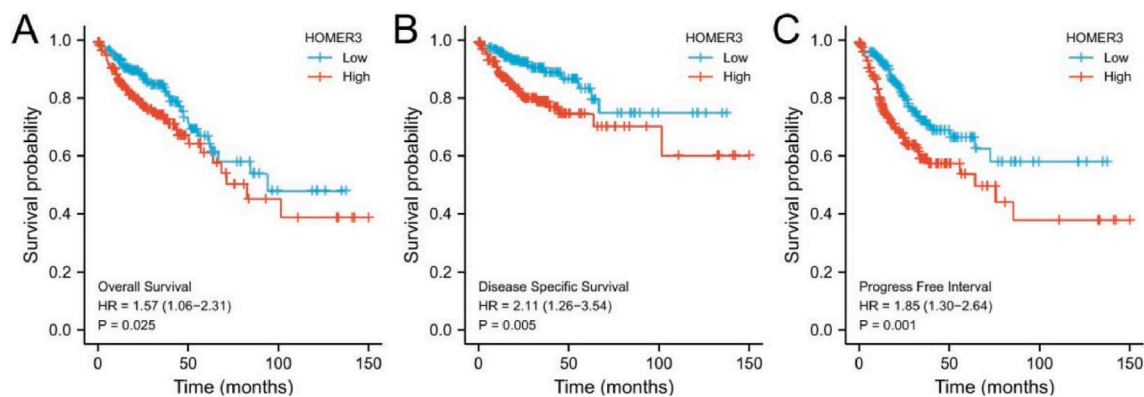 A
Survival probability
1.0
0.8
0.6
0.4
0.2
0.0
HOMER3
Low
High
Overall Survival
HR = 1.57 (1.06−2.31)
P = 0.025
0
50
100
150
Time (months)
B
Survival probability
1.0
0.8
0.6
0.4
0.2
0.0
HOMER3
Low
High
Disease Specific Survival
HR = 2.11 (1.26−3.54)
P = 0.005
0
50
100
150
Time (months)
C
Survival probability
1.0
0.8
0.6
0.4
0.2
0.0
HOMER3
Low
High
Progress Free Interval
HR = 1.85 (1.30−2.64)
P = 0.001
0
50
100
150
Time (months)